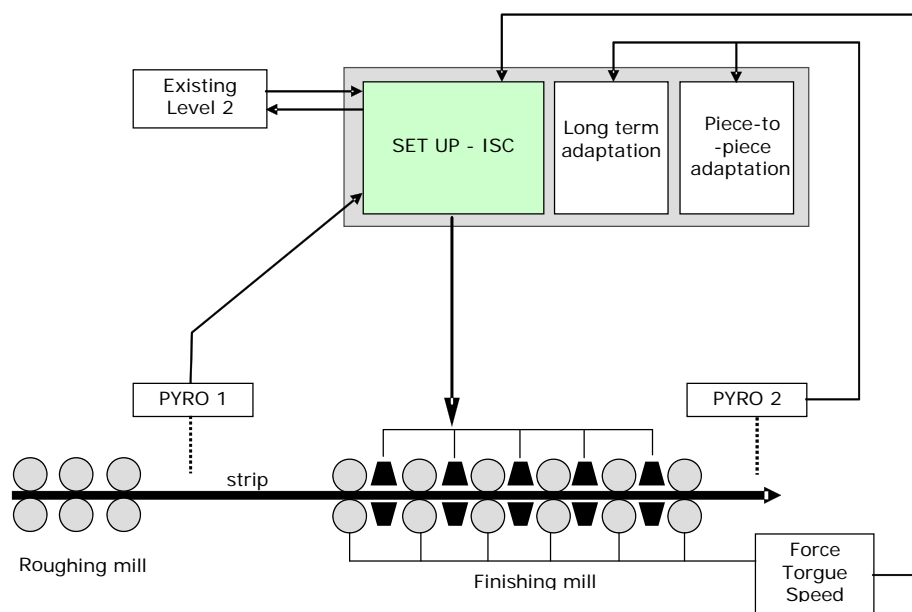 Existing
Level 2
SET UP - ISC
Long term
adaptation
Piece-to
-piece
adaptation
PYRO 1
PYRO 2
strip
Roughing mill
Finishing mill
Force
Torgue
Speed